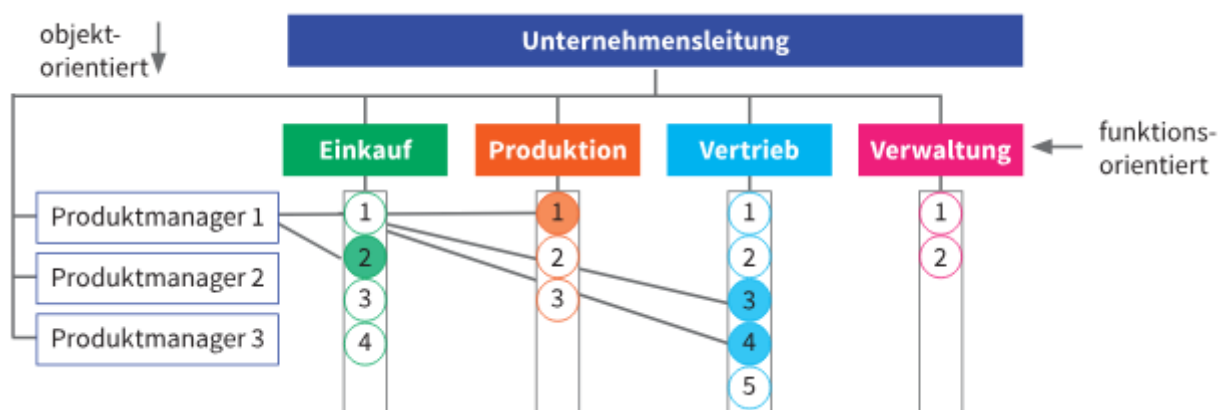 objekt-
orientiert
Unternehmensleitung
Einkauf
Produktion
Vertrieb
Verwaltung
funktions-
orientiert
Produktmanager 1
Produktmanager 2
Produktmanager 3
1
2
3
4
1
2
3
1
2
3
4
5
1
2